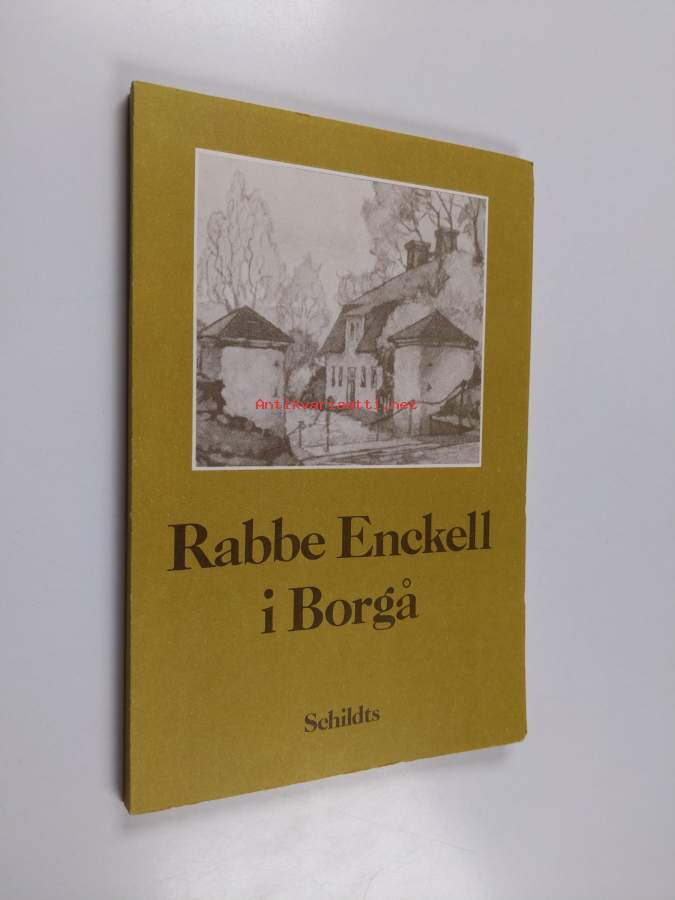 Antikvariaatti.net
Rabbe Enckell
i Borgå
Schildts